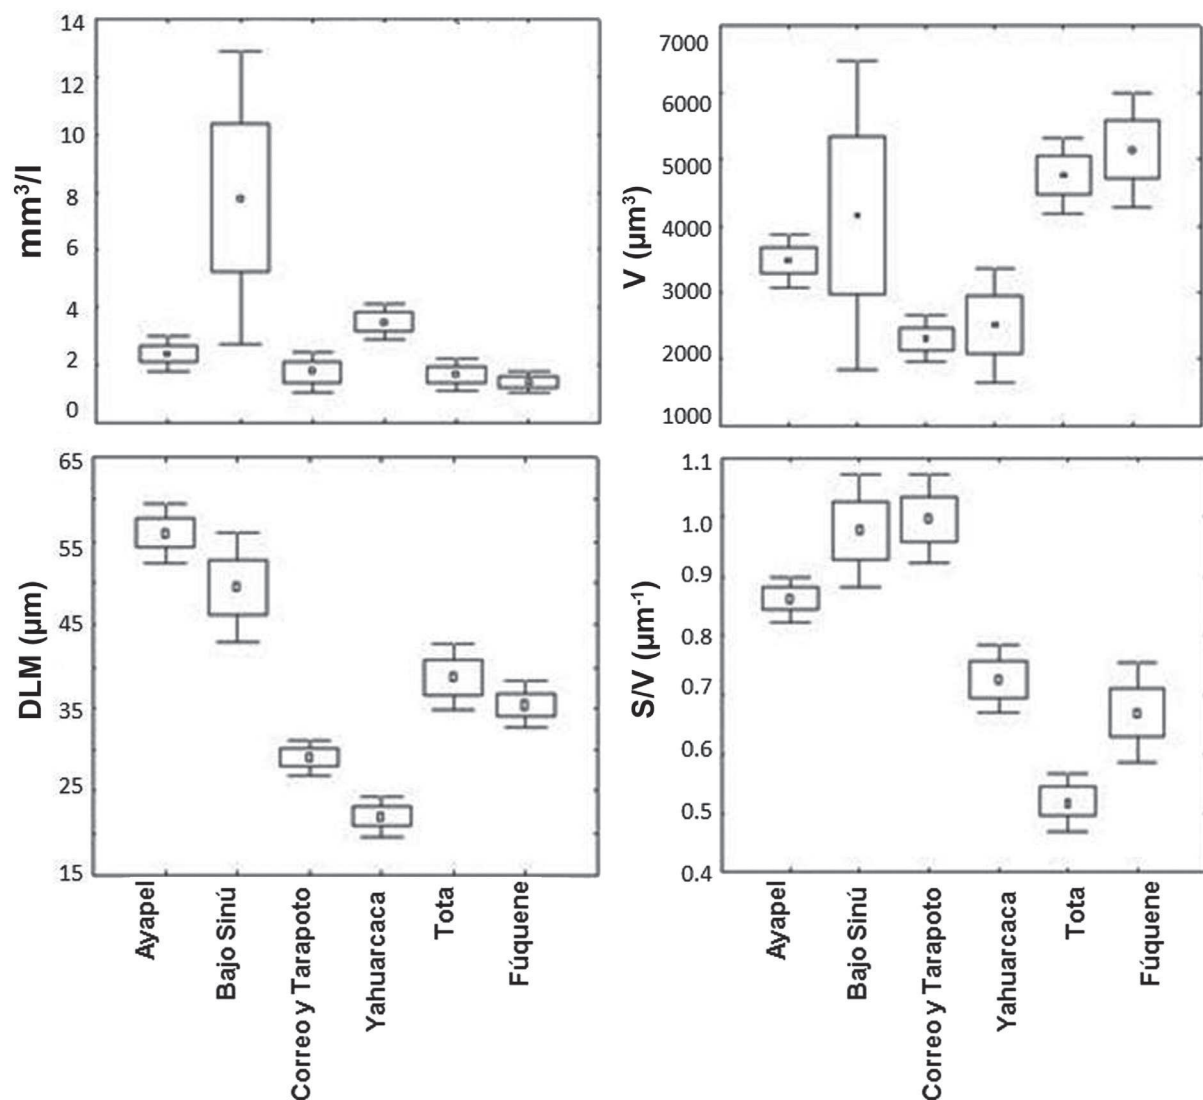 mm³/l
14
12
10
8
6
4
2
0
V (µm³)
7000
6000
5000
4000
3000
2000
1000
DLM (µm)
65
55
45
35
25
15
S/V (µm⁻¹)
1.1
1.0
0.9
0.8
0.7
0.6
0.5
0.4
Ayapel
Bajo Sinú
Correo y Tarapoto
Yahuarcaca
Tota
Fúquene
Ayapel
Bajo Sinú
Correo y Tarapoto
Yahuarcaca
Tota
Fúquene